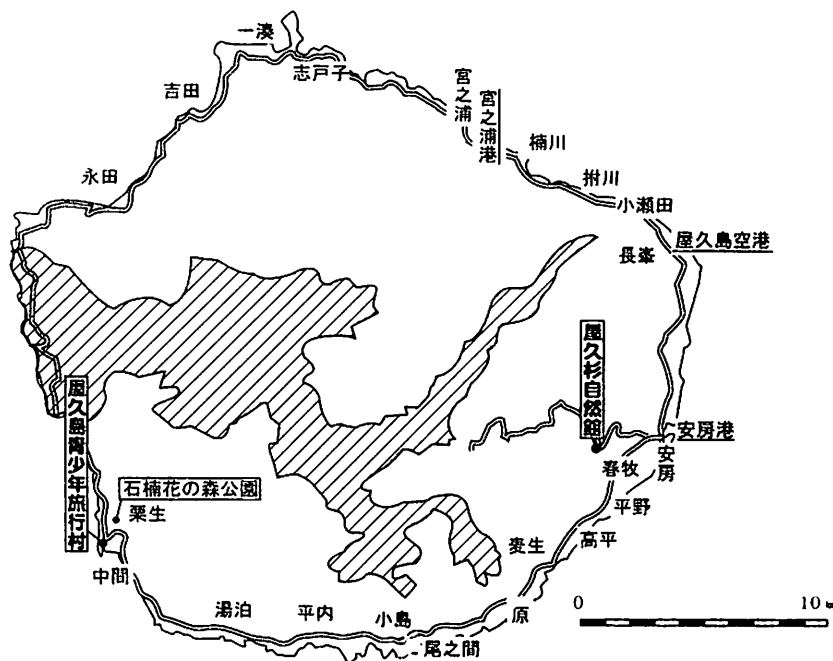 一湊
志戸子
吉田
宮之浦
宮之浦港
楠川
永田
小瀬田
屋久島空港
長峯
屋久杉自然館
安房港
安房
春牧
平野
高平
麦生
原
屋久島青少年旅行村
石楠花の森公園
栗生
中間
湯泊
平内
小島
尾之間
0
10